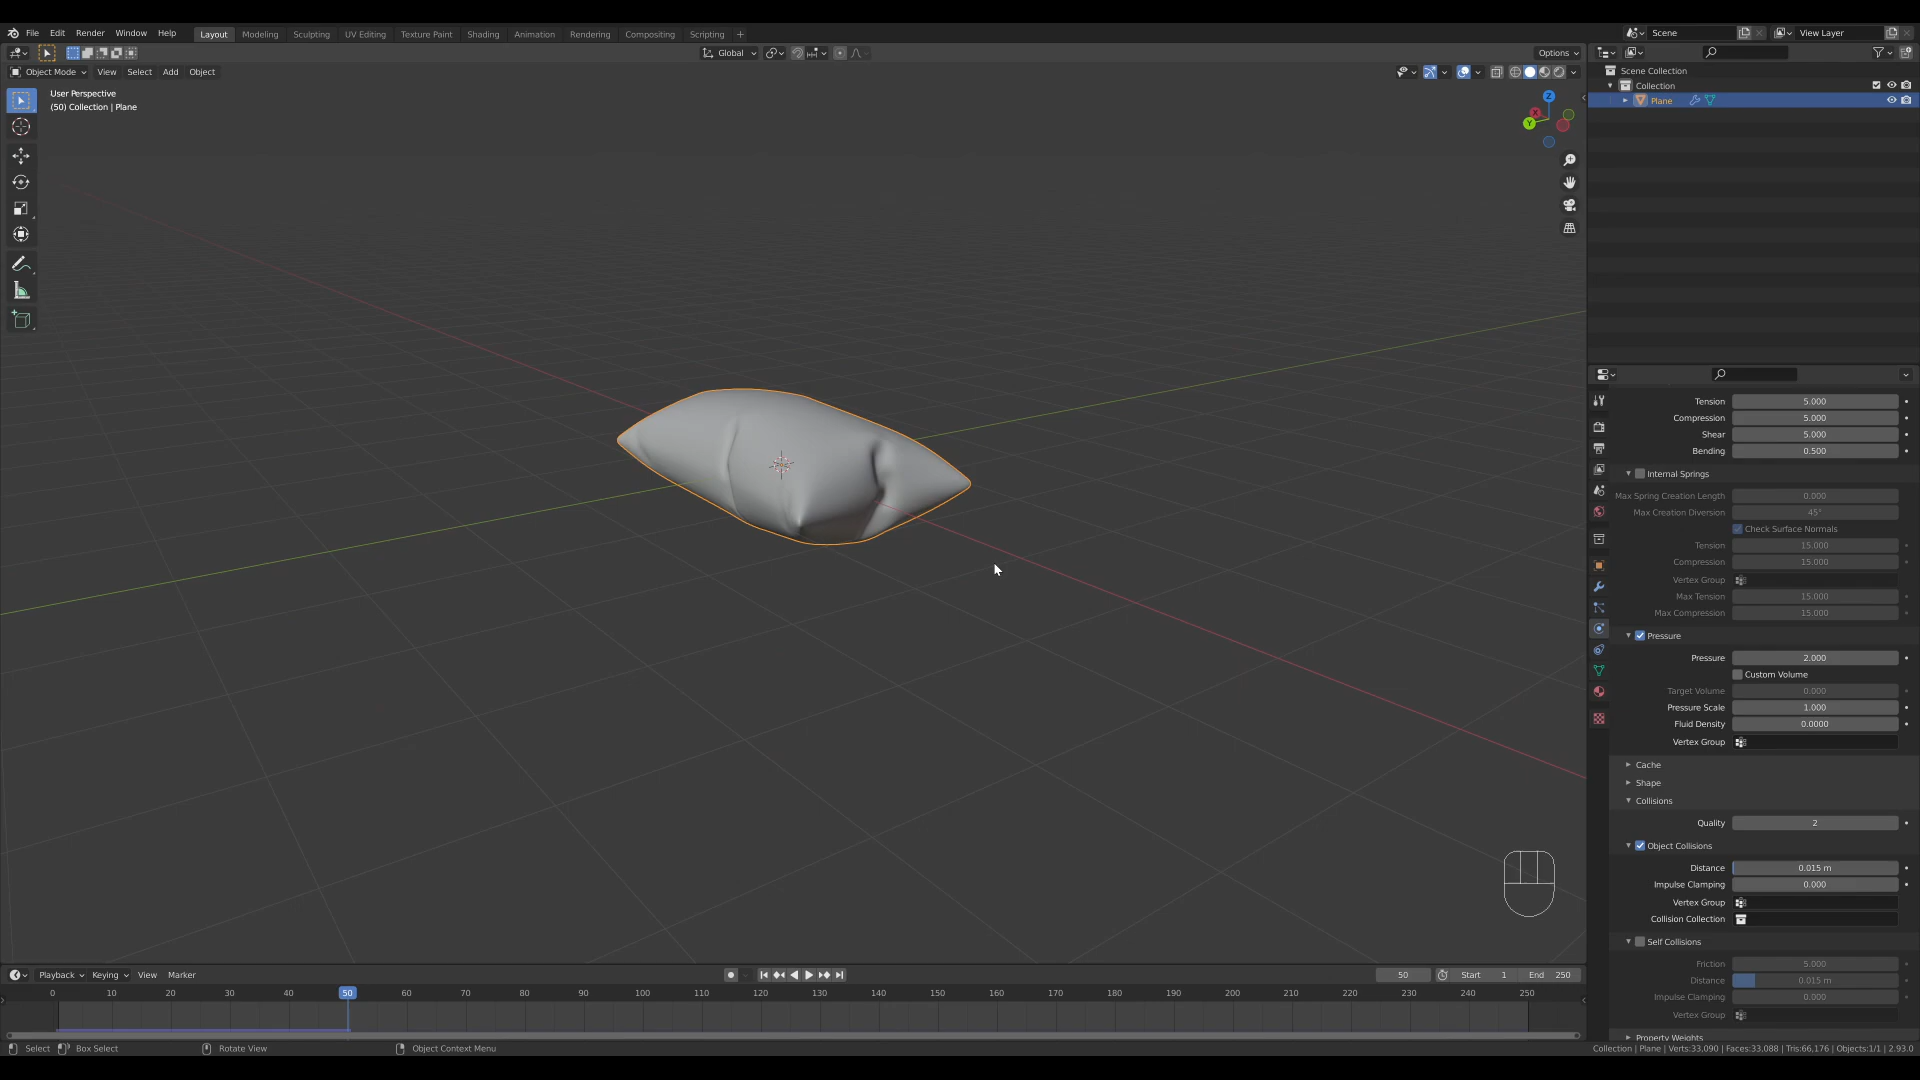 File Edit Render Window Help Layout Modeling Sculpting UV Editing Texture Paint Shading Animation Rendering Compositing Scripting + Scene View Layer
Global Options
Object Mode View Select Add Object
User Perspective
(50) Collection | Plane
Z
X
Y
Scene Collection
Collection
Plane
Tension 5.000
Compression 5.000
Shear 5.000
Bending 0.500
Internal Springs
Max Spring Creation Length 0.000
Max Creation Diversion 45°
Check Surface Normals
Tension 15.000
Compression 15.000
Vertex Group
Max Tension 15.000
Max Compression 15.000
Pressure
Pressure 2.000
Custom Volume
Target Volume 0.000
Pressure Scale 1.000
Fluid Density 0.0000
Vertex Group
Cache
Shape
Collisions
Quality 2
Object Collisions
Distance 0.015 m
Impulse Clamping 0.000
Vertex Group
Collision Collection
Self Collisions
Friction 5.000
Distance 0.015 m
Impulse Clamping 0.000
Vertex Group
Property Weights
Playback Keying View Marker 50 Start 1 End 250
0 10 20 30 40 50 60 70 80 90 100 110 120 130 140 150 160 170 180 190 200 210 220 230 240 250
Select Box Select Rotate View Object Context Menu Collection | Plane | Verts:33,090 | Faces:33,088 | Tris:66,176 | Objects:1/1 | 2.93.0